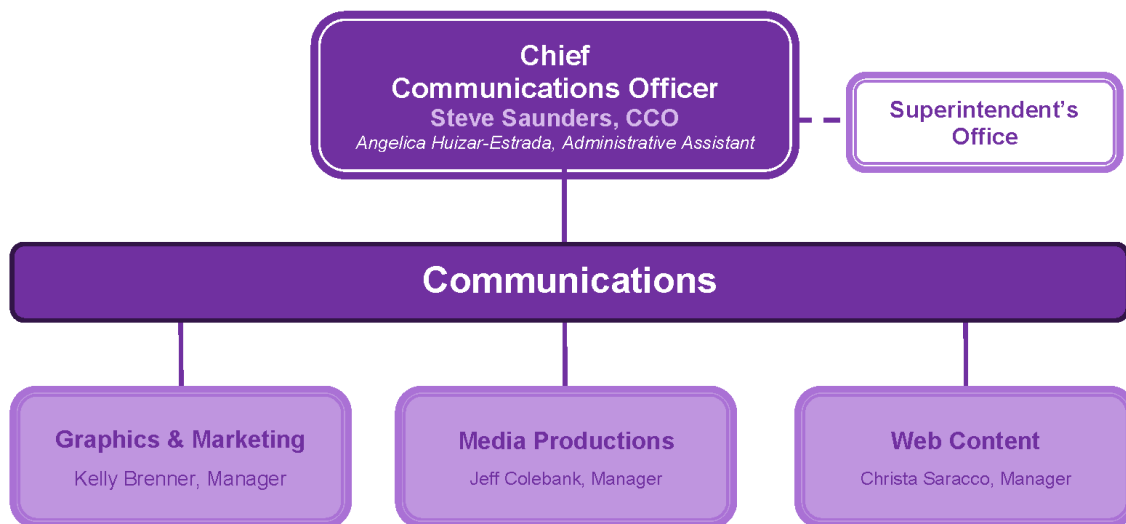 Chief
Communications Officer
Steve Saunders, CCO
Angelica Huizar-Estrada, Administrative Assistant
Superintendent's
Office
Communications
Graphics & Marketing
Kelly Brenner, Manager
Media Productions
Jeff Colebank, Manager
Web Content
Christa Saracco, Manager